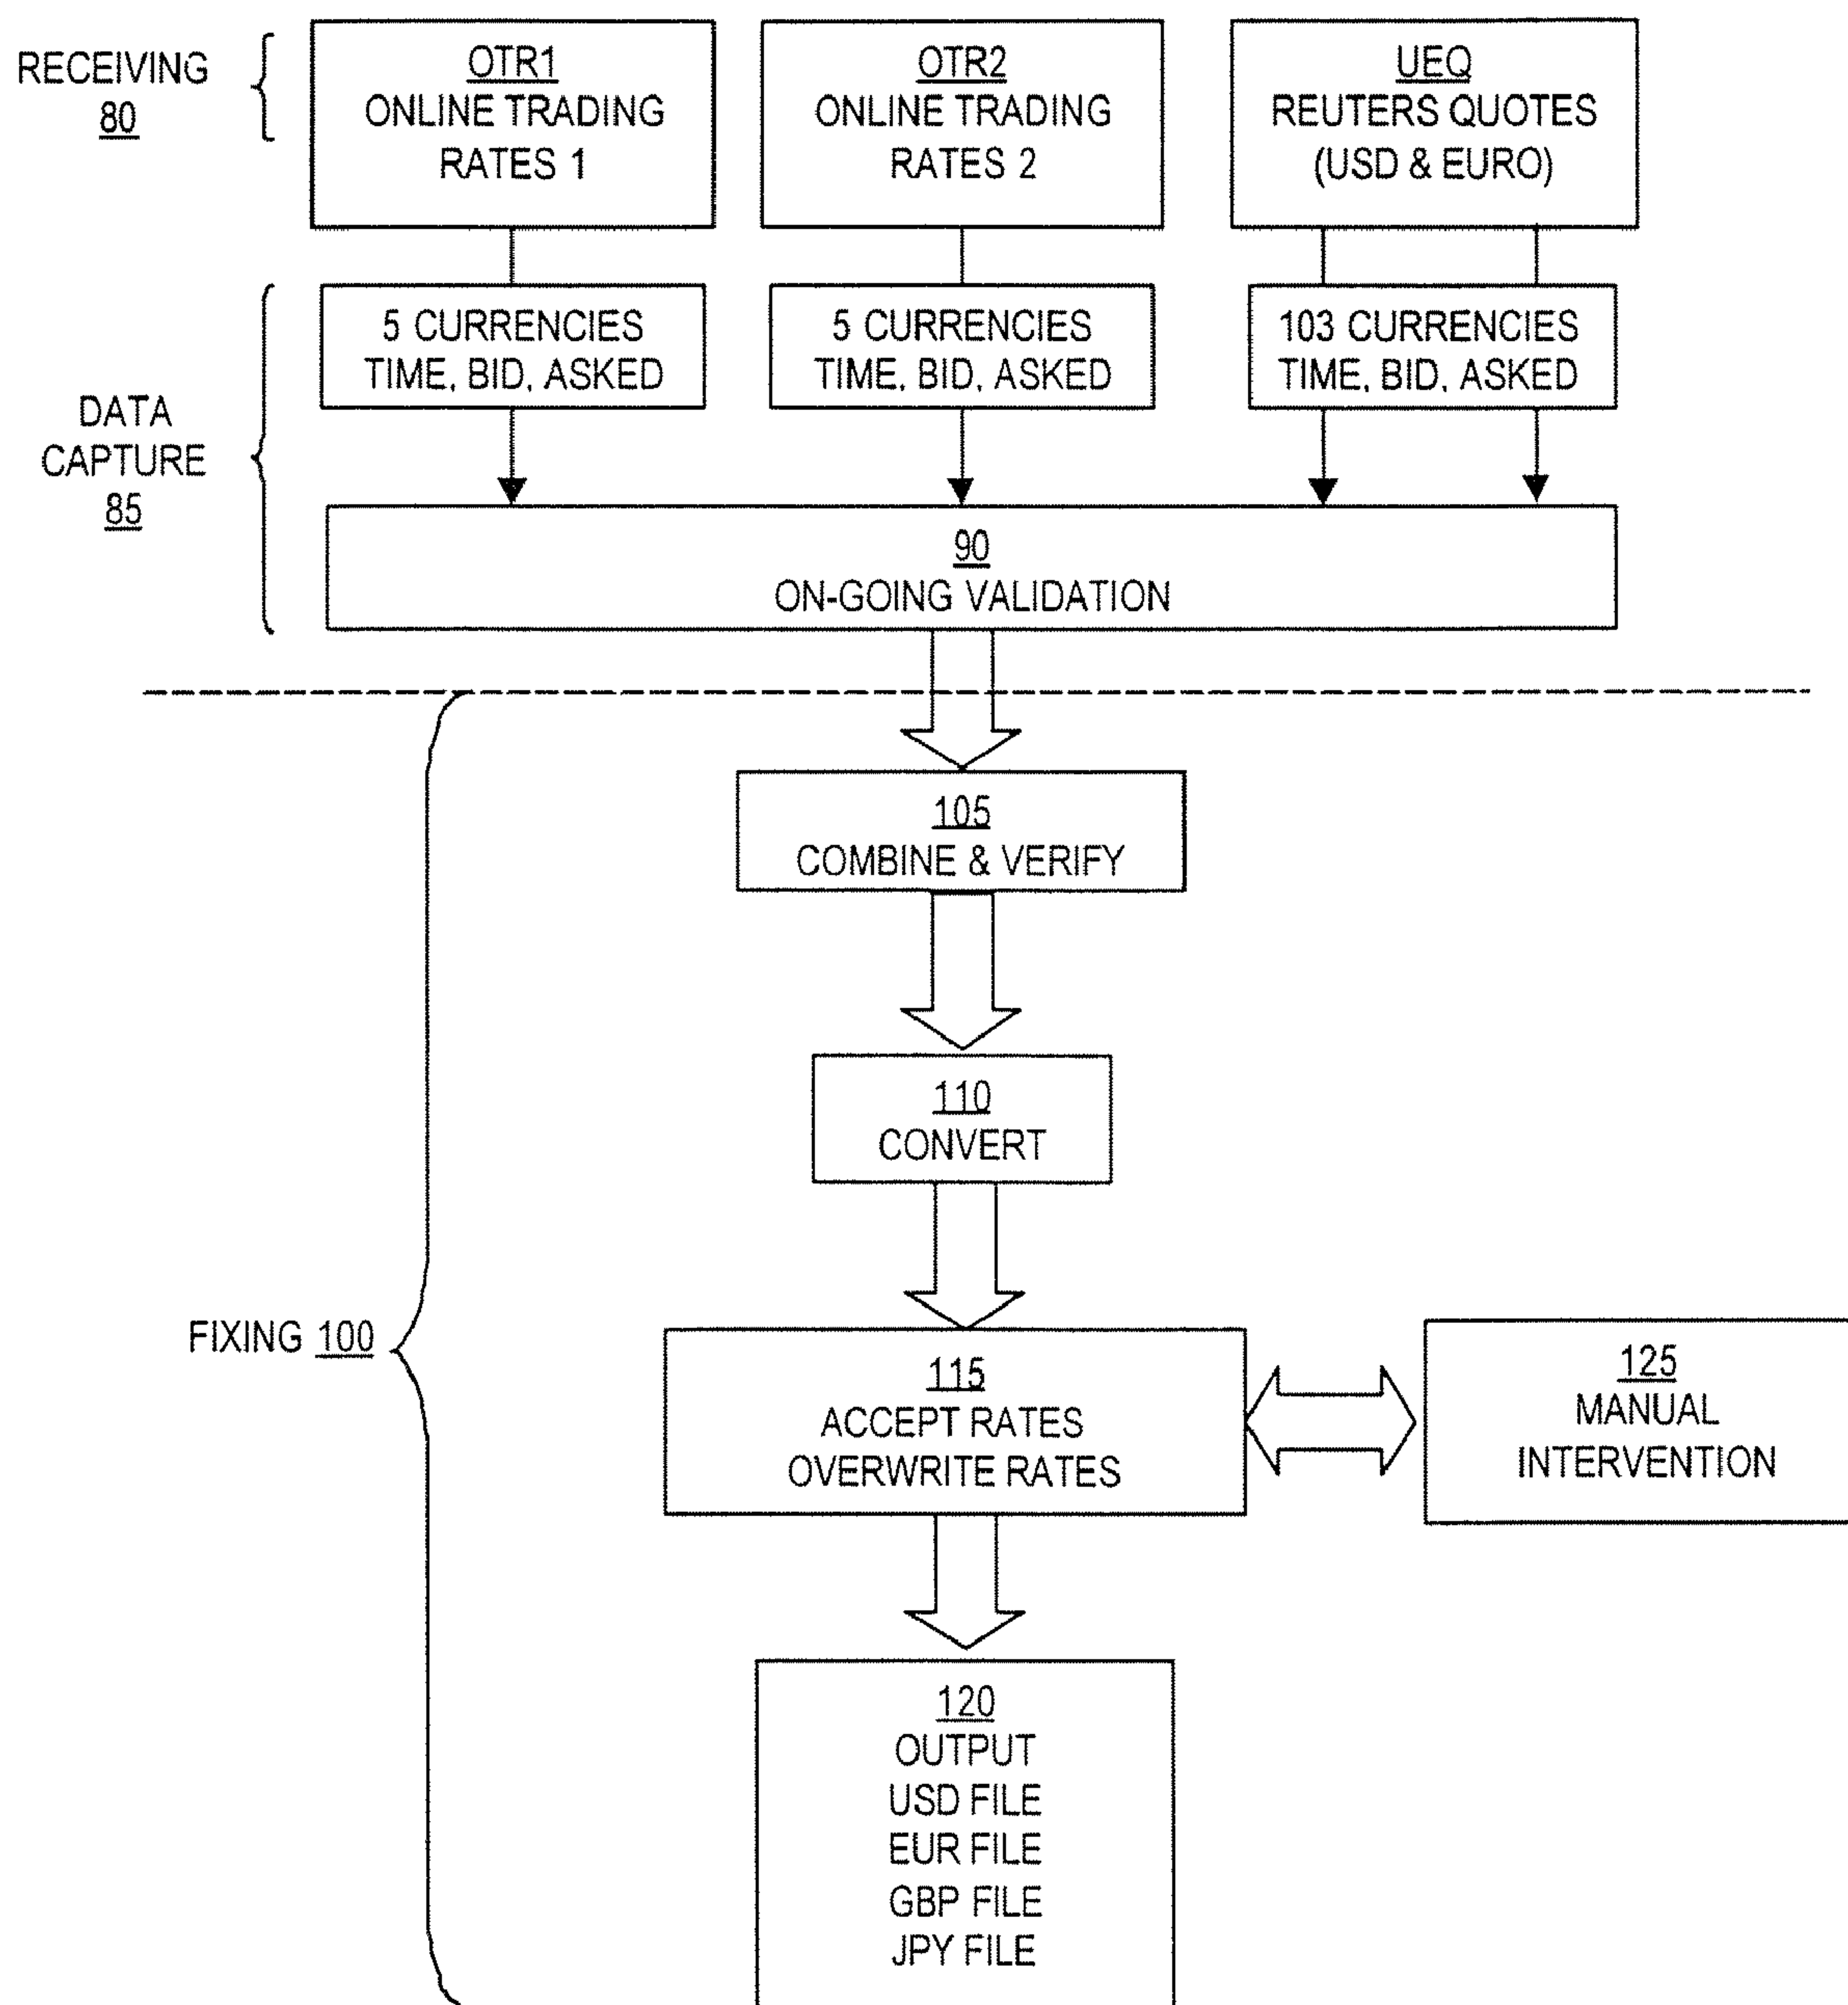 RECEIVING
80
OTR1
ONLINE TRADING
RATES 1
OTR2
ONLINE TRADING
RATES 2
UEQ
REUTERS QUOTES
(USD & EURO)
DATA
CAPTURE
85
5 CURRENCIES
TIME, BID, ASKED
5 CURRENCIES
TIME, BID, ASKED
103 CURRENCIES
TIME, BID, ASKED
90
ON-GOING VALIDATION
FIXING 100
105
COMBINE & VERIFY
110
CONVERT
115
ACCEPT RATES
OVERWRITE RATES
125
MANUAL
INTERVENTION
120
OUTPUT
USD FILE
EUR FILE
GBP FILE
JPY FILE